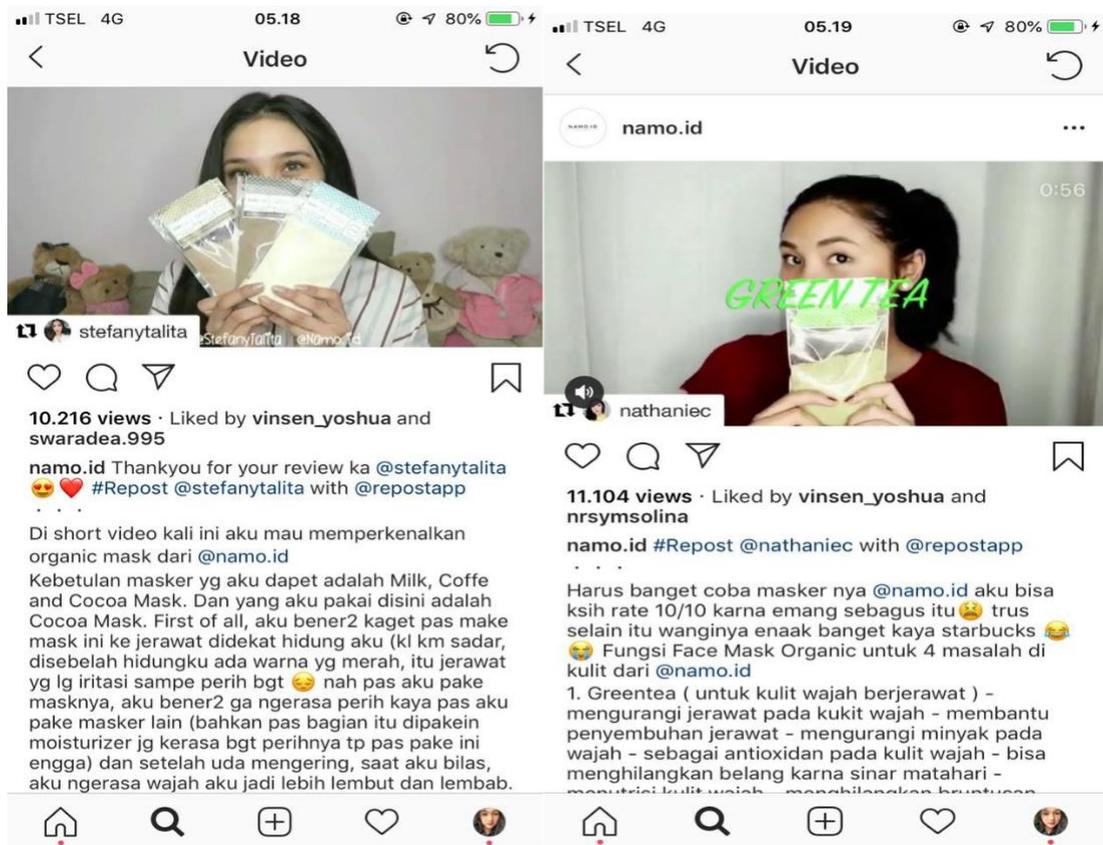 TSEL 4G 05.18 80%
Video
stefanytalita
@StefanyTalita @Namo.id
10.216 views · Liked by vinsen_yoshua and
swaradea.995
namo.id Thankyou for your review ka @stefanytalita
😍❤️ #Repost @stefanytalita with @repostapp
. . .
Di short video kali ini aku mau memperkenalkan
organic mask dari @namo.id
Kebetulan masker yg aku dapet adalah Milk, Coffe
and Cocoa Mask. Dan yang aku pakai disini adalah
Cocoa Mask. First of all, aku bener2 kaget pas make
mask ini ke jerawat didekat hidung aku (kl km sadar,
disebelah hidungku ada warna yg merah, itu jerawat
yg lg iritasi sampe perih bgt 😔 nah pas aku pake
masknya, aku bener2 ga ngerasa perih kaya pas aku
pake masker lain (bahkan pas bagian itu dipakein
moisturizer jg kerasa bgt perihnya tp pas pake ini
engga) dan setelah uda mengering, saat aku bilas,
aku ngerasa wajah aku jadi lebih lembut dan lembab.
TSEL 4G 05.19 80%
Video
NAMO.ID
namo.id
0:56
GREEN TEA
nathaniec
11.104 views · Liked by vinsen_yoshua and
nrsymsolina
namo.id #Repost @nathaniec with @repostapp
. . .
Harus banget coba masker nya @namo.id aku bisa
ksih rate 10/10 karna emang sebagus itu😫 trus
selain itu wanginya enaak banget kaya starbucks 😂
😭 Fungsi Face Mask Organic untuk 4 masalah di
kulit dari @namo.id
1. Greentea ( untuk kulit wajah berjerawat ) -
mengurangi jerawat pada kukit wajah - membantu
penyembuhan jerawat - mengurangi minyak pada
wajah - sebagai antioxidan pada kulit wajah - bisa
menghilangkan belang karna sinar matahari -
menutrisi kulit wajah - menghilangkan bruntusan